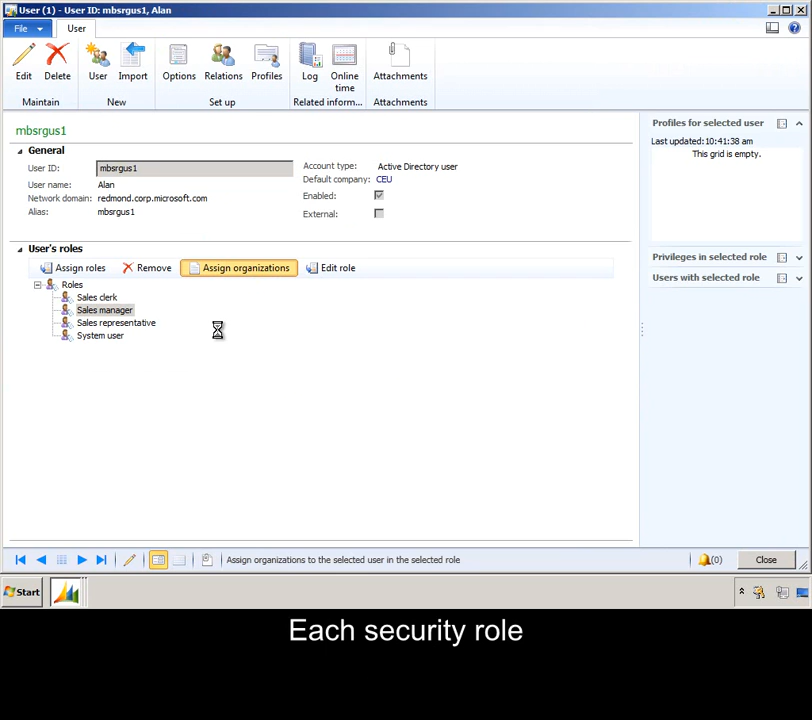 User (1) - User ID: mbsrgus1, Alan
File
User
Edit
Delete
User
Import
Options
Relations
Profiles
Log
Online
time
Attachments
Maintain
New
Set up
Related inform...
Attachments
mbsrgus1
General
User ID:
mbsrgus1
User name:
Alan
Network domain:
redmond.corp.microsoft.com
Alias:
mbsrgus1
Account type:
Active Directory user
Default company:
CEU
Enabled:
External:
User's roles
Assign roles
Remove
Assign organizations
Edit role
Roles
Sales clerk
Sales manager
Sales representative
System user
Profiles for selected user
Last updated: 10:41:38 am
This grid is empty.
Privileges in selected role
Users with selected role
Assign organizations to the selected user in the selected role
(0)
Close
Start
Each security role